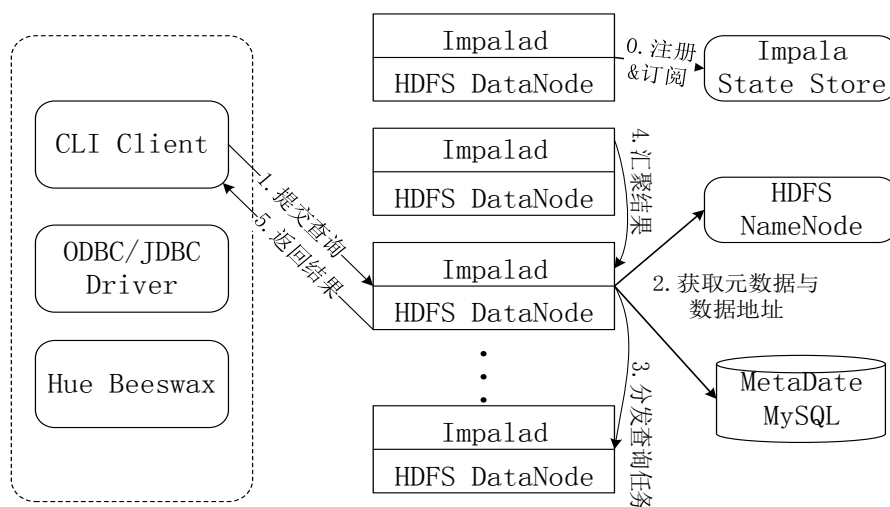 CLI Client
ODBC/JDBC
Driver
Hue Beeswax
1. 提交查询
5. 返回结果
Impalad
HDFS DataNode
Impalad
HDFS DataNode
Impalad
HDFS DataNode
Impalad
HDFS DataNode
0. 注册
&订阅
4. 汇聚结果
3. 分发查询任务
Impala
State Store
HDFS
NameNode
2. 获取元数据与
数据地址
MetaDate
MySQL